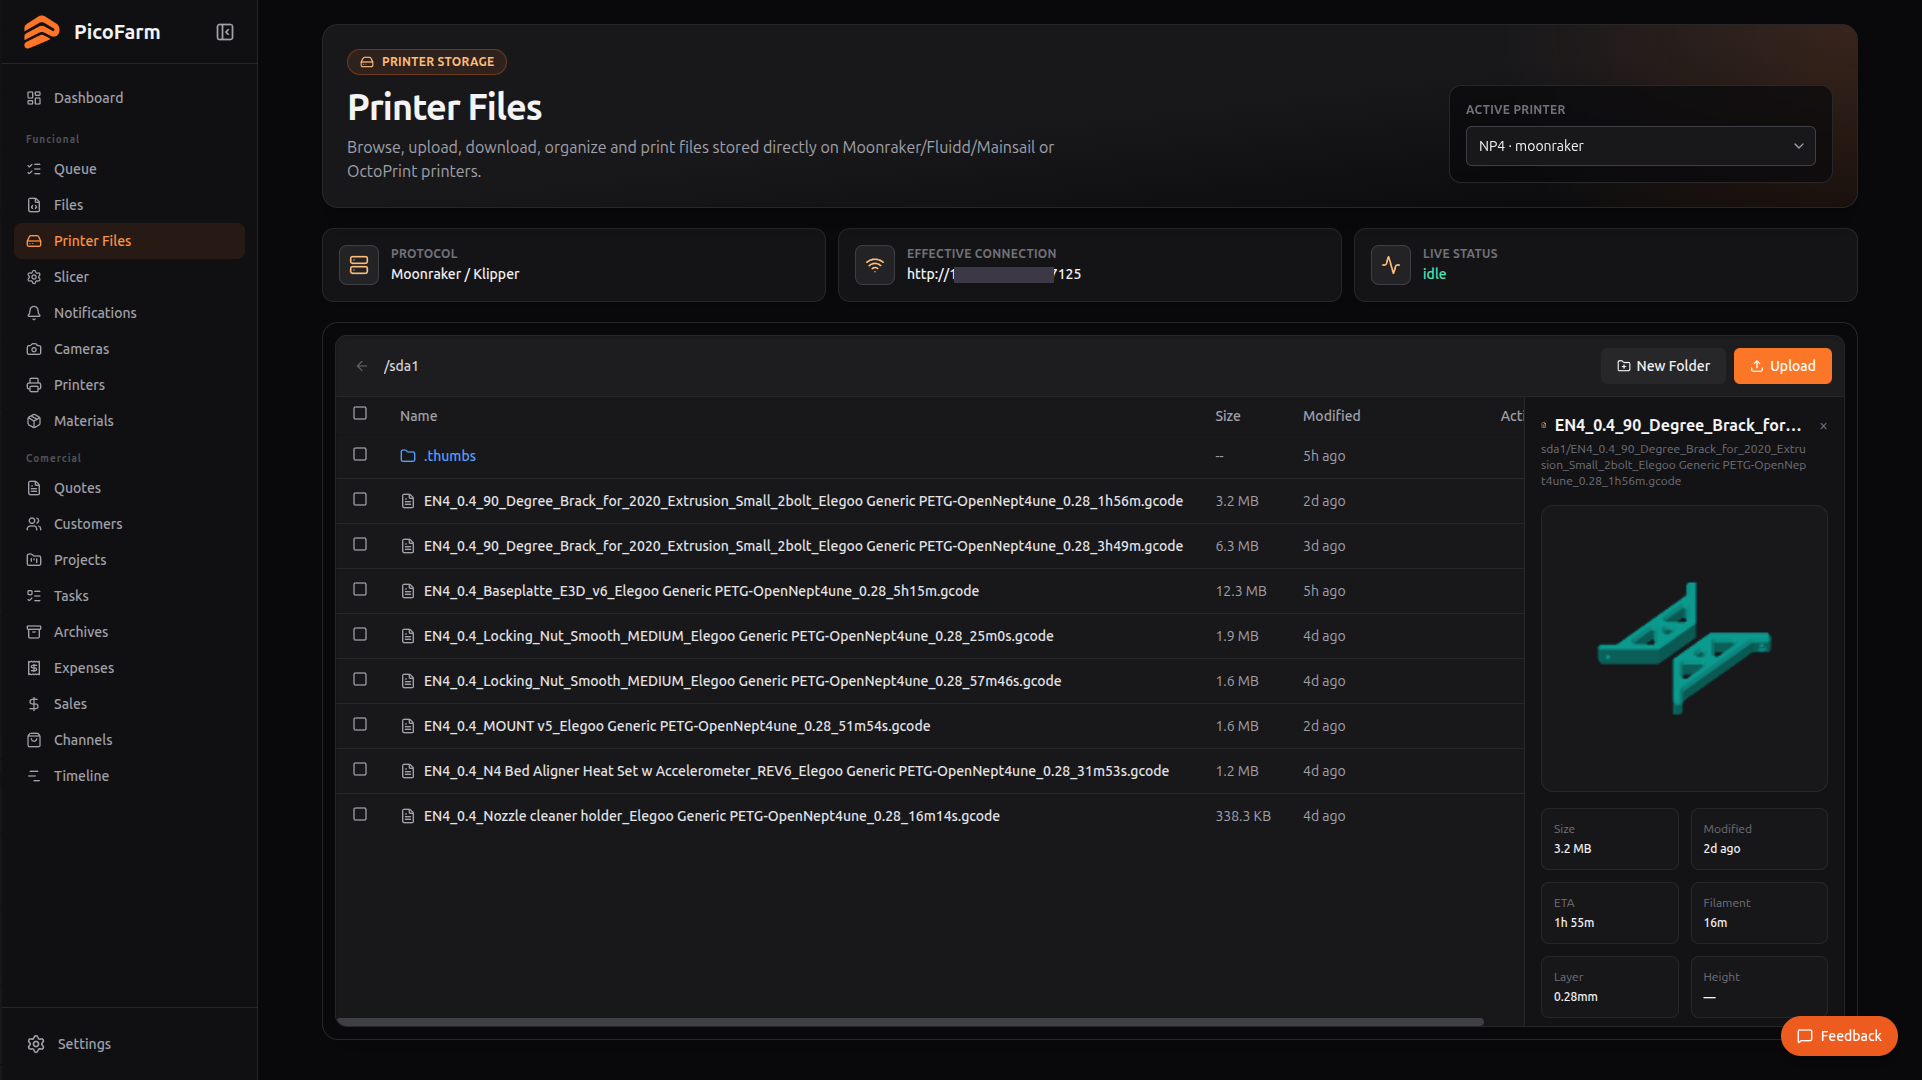 PicoFarm
Dashboard
Funcional
Queue
Files
Printer Files
Slicer
Notifications
Cameras
Printers
Materials
Comercial
Quotes
Customers
Projects
Tasks
Archives
Expenses
Sales
Channels
Timeline
Settings
PRINTER STORAGE
Printer Files
Browse, upload, download, organize and print files stored directly on Moonraker/Fluidd/Mainsail or
OctoPrint printers.
ACTIVE PRINTER
NP4 · moonraker
PROTOCOL
Moonraker / Klipper
EFFECTIVE CONNECTION
http://1 7125
LIVE STATUS
idle
/sda1
New Folder
Upload
Name Size Modified Acti
.thumbs -- 5h ago
EN4_0.4_90_Degree_Brack_for_2020_Extrusion_Small_2bolt_Elegoo Generic PETG-OpenNept4une_0.28_1h56m.gcode 3.2 MB 2d ago
EN4_0.4_90_Degree_Brack_for_2020_Extrusion_Small_2bolt_Elegoo Generic PETG-OpenNept4une_0.28_3h49m.gcode 6.3 MB 3d ago
EN4_0.4_Baseplatte_E3D_v6_Elegoo Generic PETG-OpenNept4une_0.28_5h15m.gcode 12.3 MB 5h ago
EN4_0.4_Locking_Nut_Smooth_MEDIUM_Elegoo Generic PETG-OpenNept4une_0.28_25m0s.gcode 1.9 MB 4d ago
EN4_0.4_Locking_Nut_Smooth_MEDIUM_Elegoo Generic PETG-OpenNept4une_0.28_57m46s.gcode 1.6 MB 4d ago
EN4_0.4_MOUNT v5_Elegoo Generic PETG-OpenNept4une_0.28_51m54s.gcode 1.6 MB 2d ago
EN4_0.4_N4 Bed Aligner Heat Set w Accelerometer_REV6_Elegoo Generic PETG-OpenNept4une_0.28_31m53s.gcode 1.2 MB 4d ago
EN4_0.4_Nozzle cleaner holder_Elegoo Generic PETG-OpenNept4une_0.28_16m14s.gcode 338.3 KB 4d ago
EN4_0.4_90_Degree_Brack_for...
sda1/EN4_0.4_90_Degree_Brack_for_2020_Extru
sion_Small_2bolt_Elegoo Generic PETG-OpenNep
t4une_0.28_1h56m.gcode
Size
3.2 MB
Modified
2d ago
ETA
1h 55m
Filament
16m
Layer
0.28mm
Height
—
Feedback